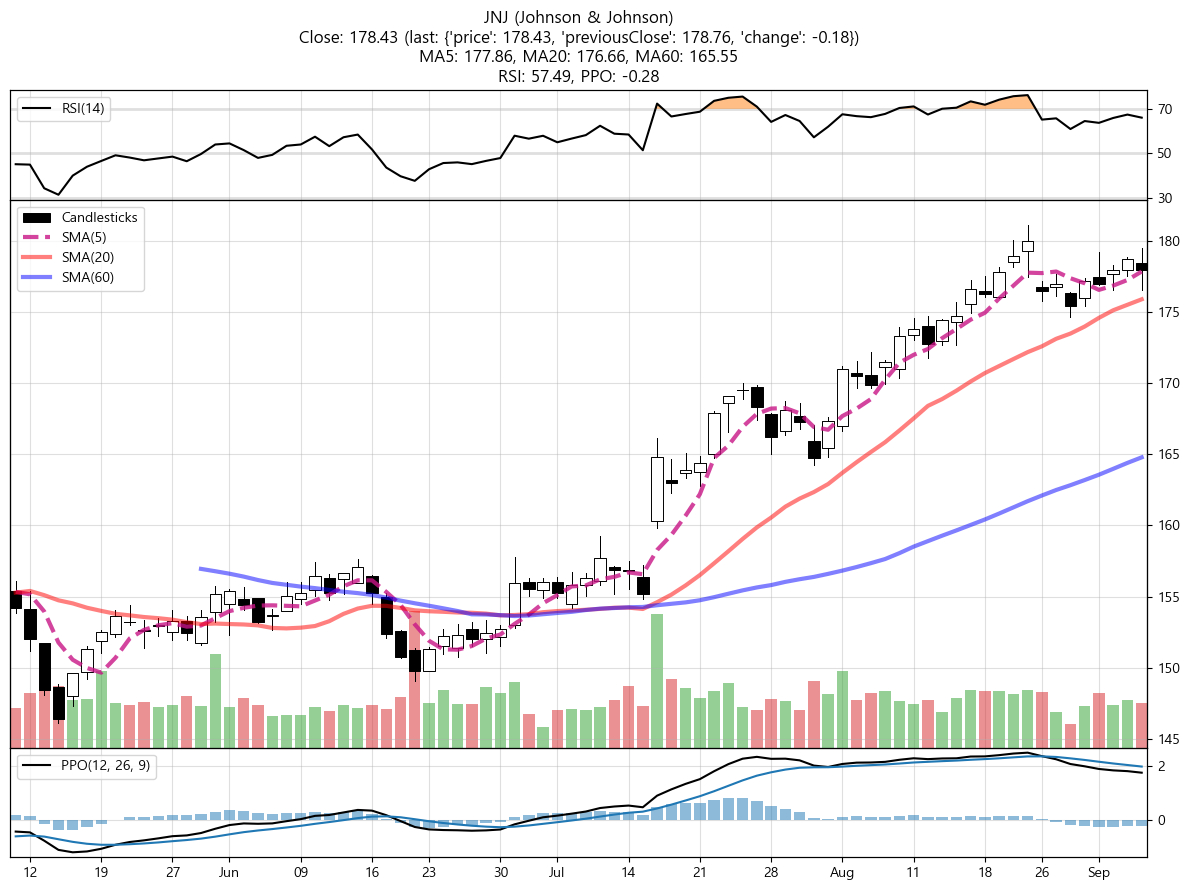 JNJ (Johnson & Johnson)
Close: 178.43 (last: {'price': 178.43, 'previousClose': 178.76, 'change': -0.18})
MA5: 177.86, MA20: 176.66, MA60: 165.55
RSI: 57.49, PPO: -0.28
RSI(14)
70
50
30
Candlesticks
SMA(5)
SMA(20)
SMA(60)
180
175
170
165
160
155
150
145
PPO(12, 26, 9)
2
0
12 19 27 Jun 09 16 23 30 Jul 14 21 28 Aug 11 18 26 Sep